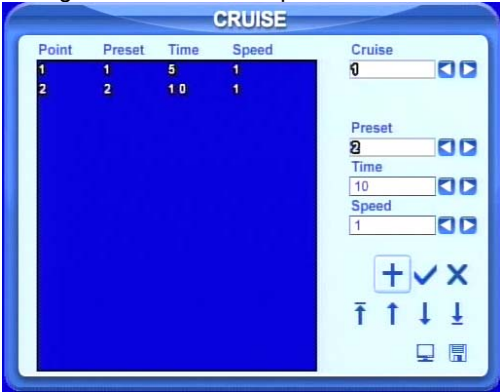 CRUISE
Point Preset Time Speed
1 1 5 1
2 2 10 1
Cruise
1
Preset
2
Time
10
Speed
1